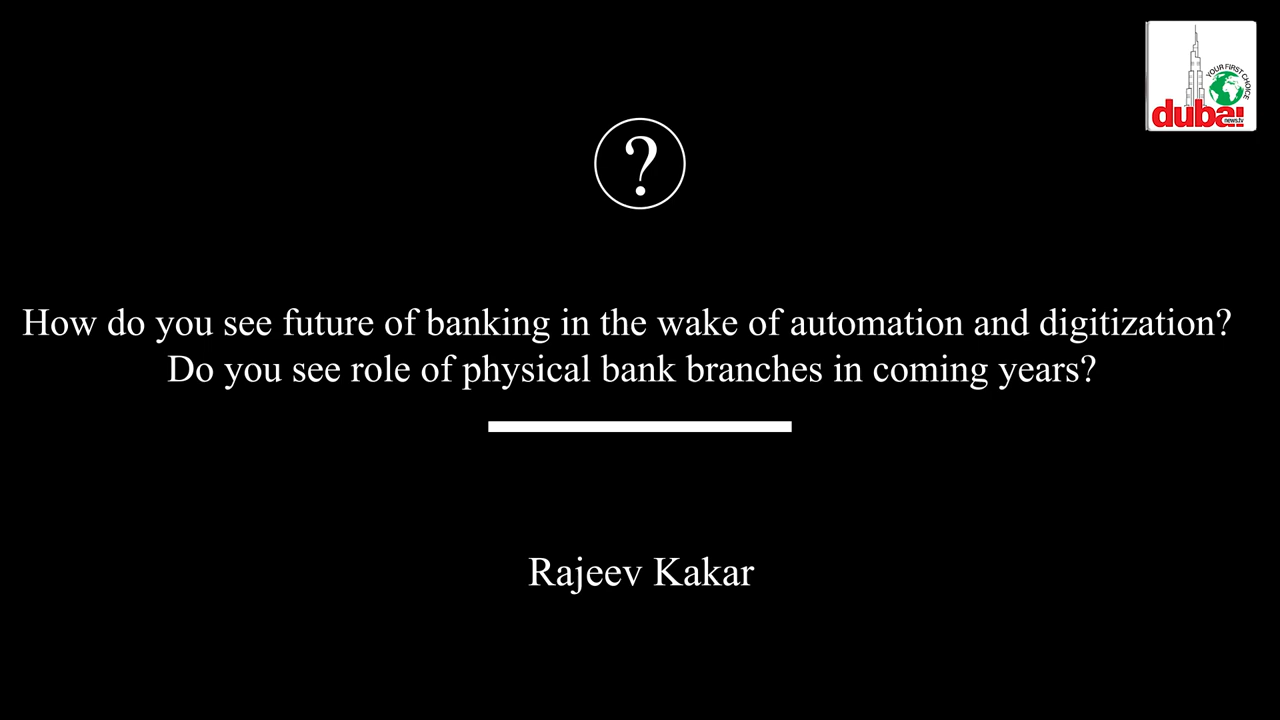 YOUR FIRST CHOICE
dubai
news.tv
?
How do you see future of banking in the wake of automation and digitization?
Do you see role of physical bank branches in coming years?
Rajeev Kakar